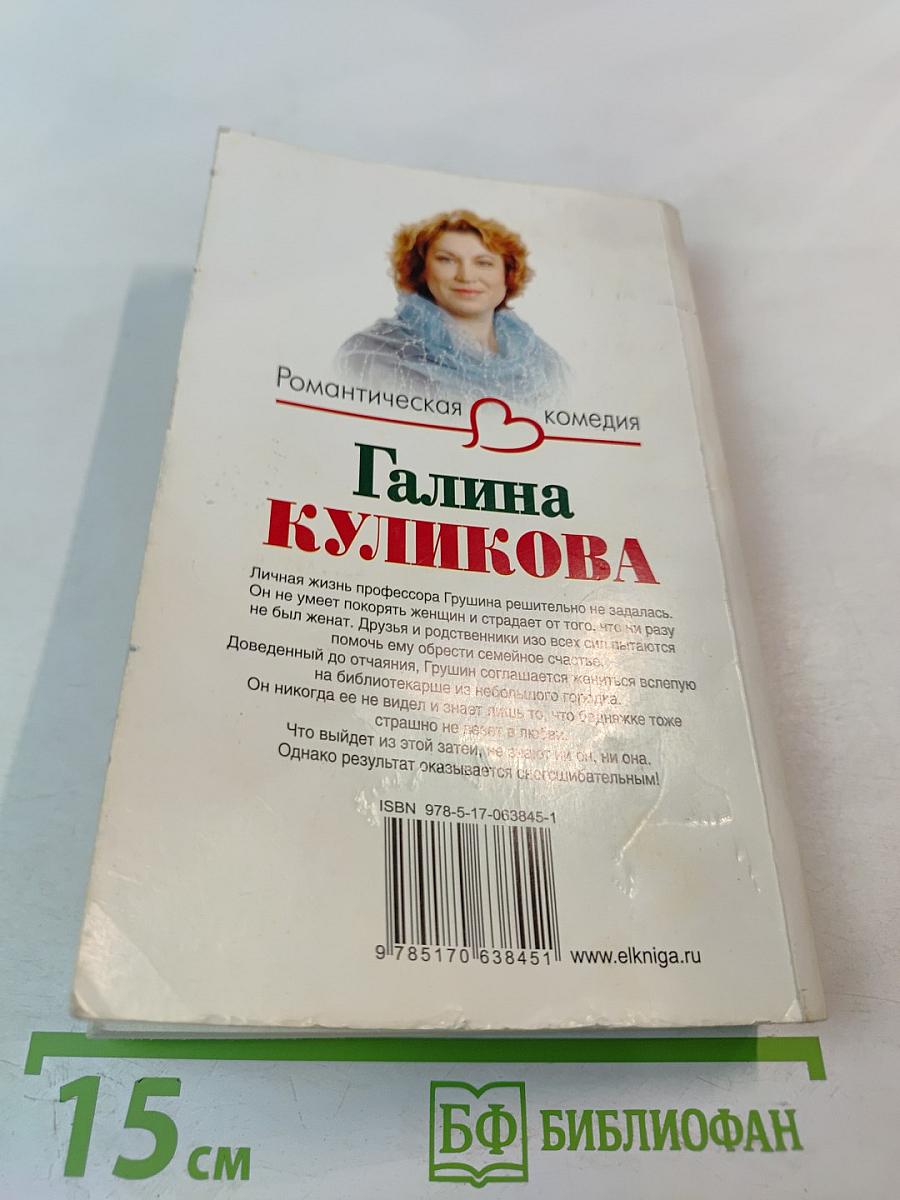 Романтическая комедия
Галина
КУЛИКОВА
Личная жизнь профессора Грушина решительно не задалась.
Он не умеет покорять женщин и страдает от того, что ни разу
не был женат. Друзья и родственники изо всех сил пытаются
помочь ему обрести семейное счастье.
Доведенный до отчаяния, Грушин соглашается жениться вслепую
на библиотекарше из небольшого городка.
Он никогда ее не видел и знает лишь то, что бедняжке тоже
страшно не везет в любви.
Что выйдет из этой затеи, не знают ни он, ни она.
Однако результат оказывается сногсшибательным!
ISBN 978-5-17-063845-1
9 785170 638451
www.elkniga.ru
15 см
БФ БИБЛИОФАН